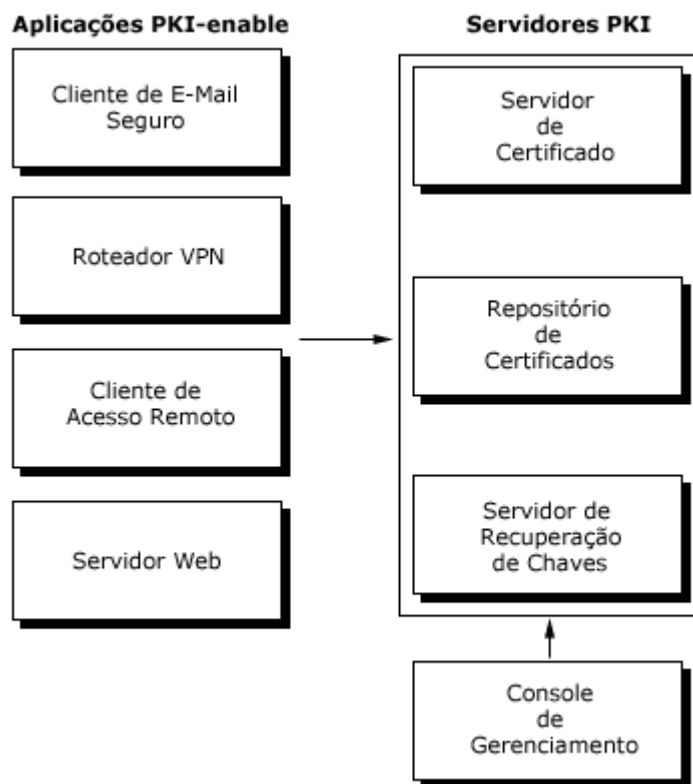 Aplicações PKI-enable
Cliente de E-Mail
Seguro
Roteador VPN
Cliente de
Acesso Remoto
Servidor Web
Servidores PKI
Servidor
de
Certificado
Repositório
de
Certificados
Servidor de
Recuperação
de Chaves
Console
de
Gerenciamento